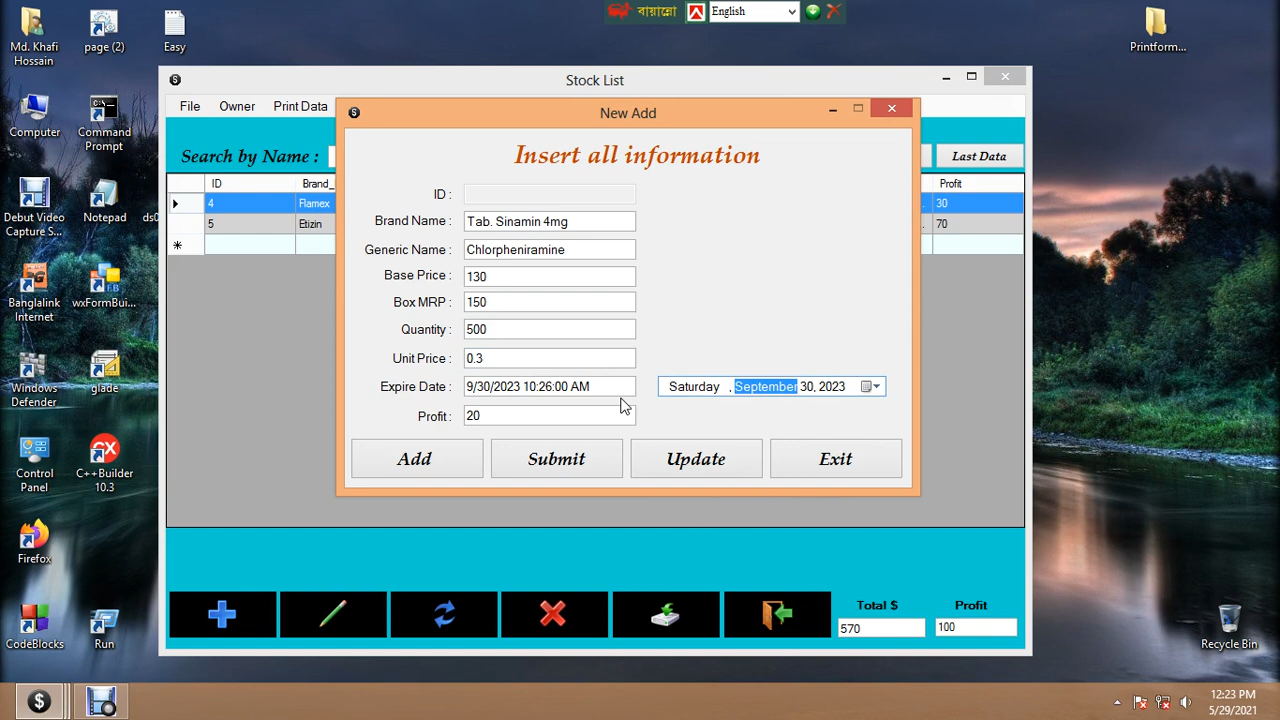 Md. Khafi
Hossain
page (2)
Easy
বায়ান্নো
English
Printform...
Computer
Command
Prompt
Debut Video
Capture S...
Notepad
ds0
Banglalink
Internet
wxFormBui...
Windows
Defender
glade
Control
Panel
C++Builder
10.3
Firefox
CodeBlocks
Run
Recycle Bin
Stock List
File
Owner
Print Data
Search by Name :
Last Data
ID
Brand_
Profit
4
Flamex
30
5
Etizin
70
New Add
Insert all information
ID :
Brand Name : Tab. Sinamin 4mg
Generic Name : Chlorpheniramine
Base Price : 130
Box MRP : 150
Quantity : 500
Unit Price : 0.3
Expire Date : 9/30/2023 10:26:00 AM
Saturday , September 30, 2023
Profit : 20
Add
Submit
Update
Exit
Total $
Profit
570
100
12:23 PM
5/29/2021